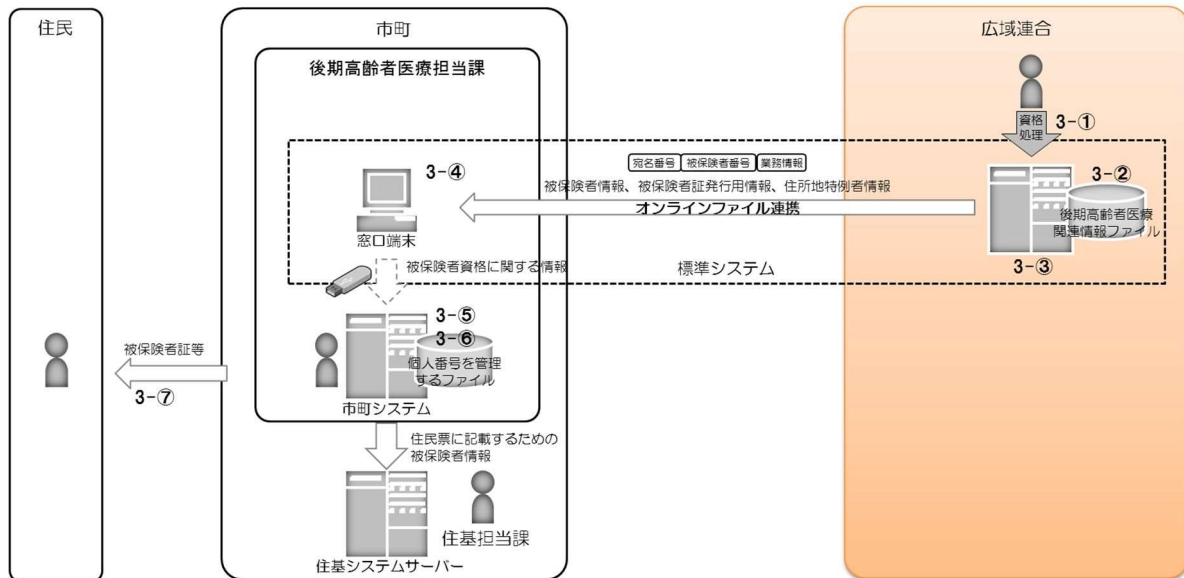 住民
市町
広域連合
後期高齢者医療担当課
資格
処理
3-①
宛名番号 被保険者番号 業務情報
3-④
3-②
被保険者情報、被保険者証発行用情報、住所地特例者情報
オンラインファイル連携
後期高齢者医療
関連情報ファイル
窓口端末
被保険者資格に関する情報
標準システム
3-③
3-⑤
3-⑥
被保険者証等
個人番号を管理
するファイル
3-⑦
市町システム
住民票に記載するための
被保険者情報
住基担当課
住基システムサーバー